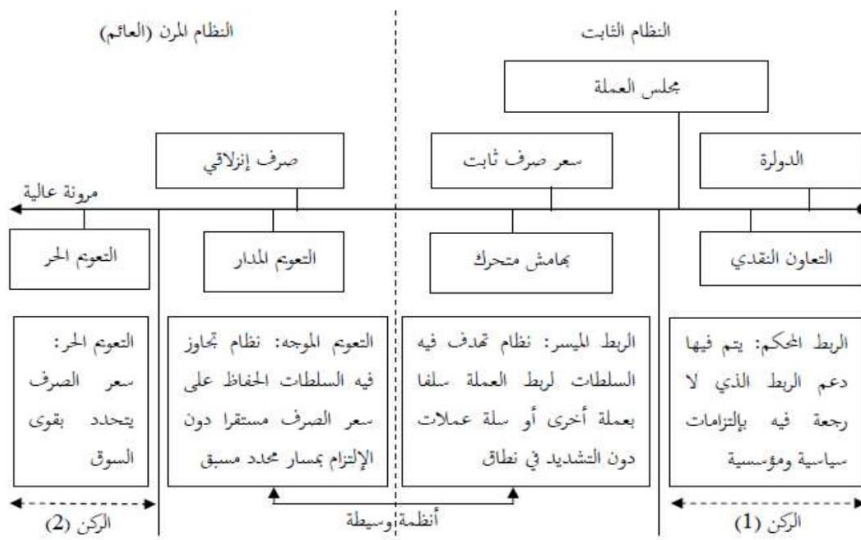 النظام الثابت
النظام المرن (العائم)
مجلس العملة
الدولرة
سعر صرف ثابت
صرف إنزلاقي
مرونة عالية
التعاون النقدي
بهامش متحرك
التعويم المدار
التعويم الحر
الربط المحكم: يتم فيها
دعم الربط الذي لا
رجعة فيه بإلتزامات
سياسية ومؤسسية
الربط الميسر: نظام تهدف فيه
السلطات لربط العملة سلفا
بعملة أخرى أو سلة عملات
دون التشديد في نطاق
التعويم الموجه: نظام تجاوز
فيه السلطات الحفاظ على
سعر الصرف مستقرا دون
الإلتزام بمسار محدد مسبق
التعويم الحر:
سعر الصرف
يتحدد بقوى
السوق
الركن (1)
أنظمة وسيطة
الركن (2)